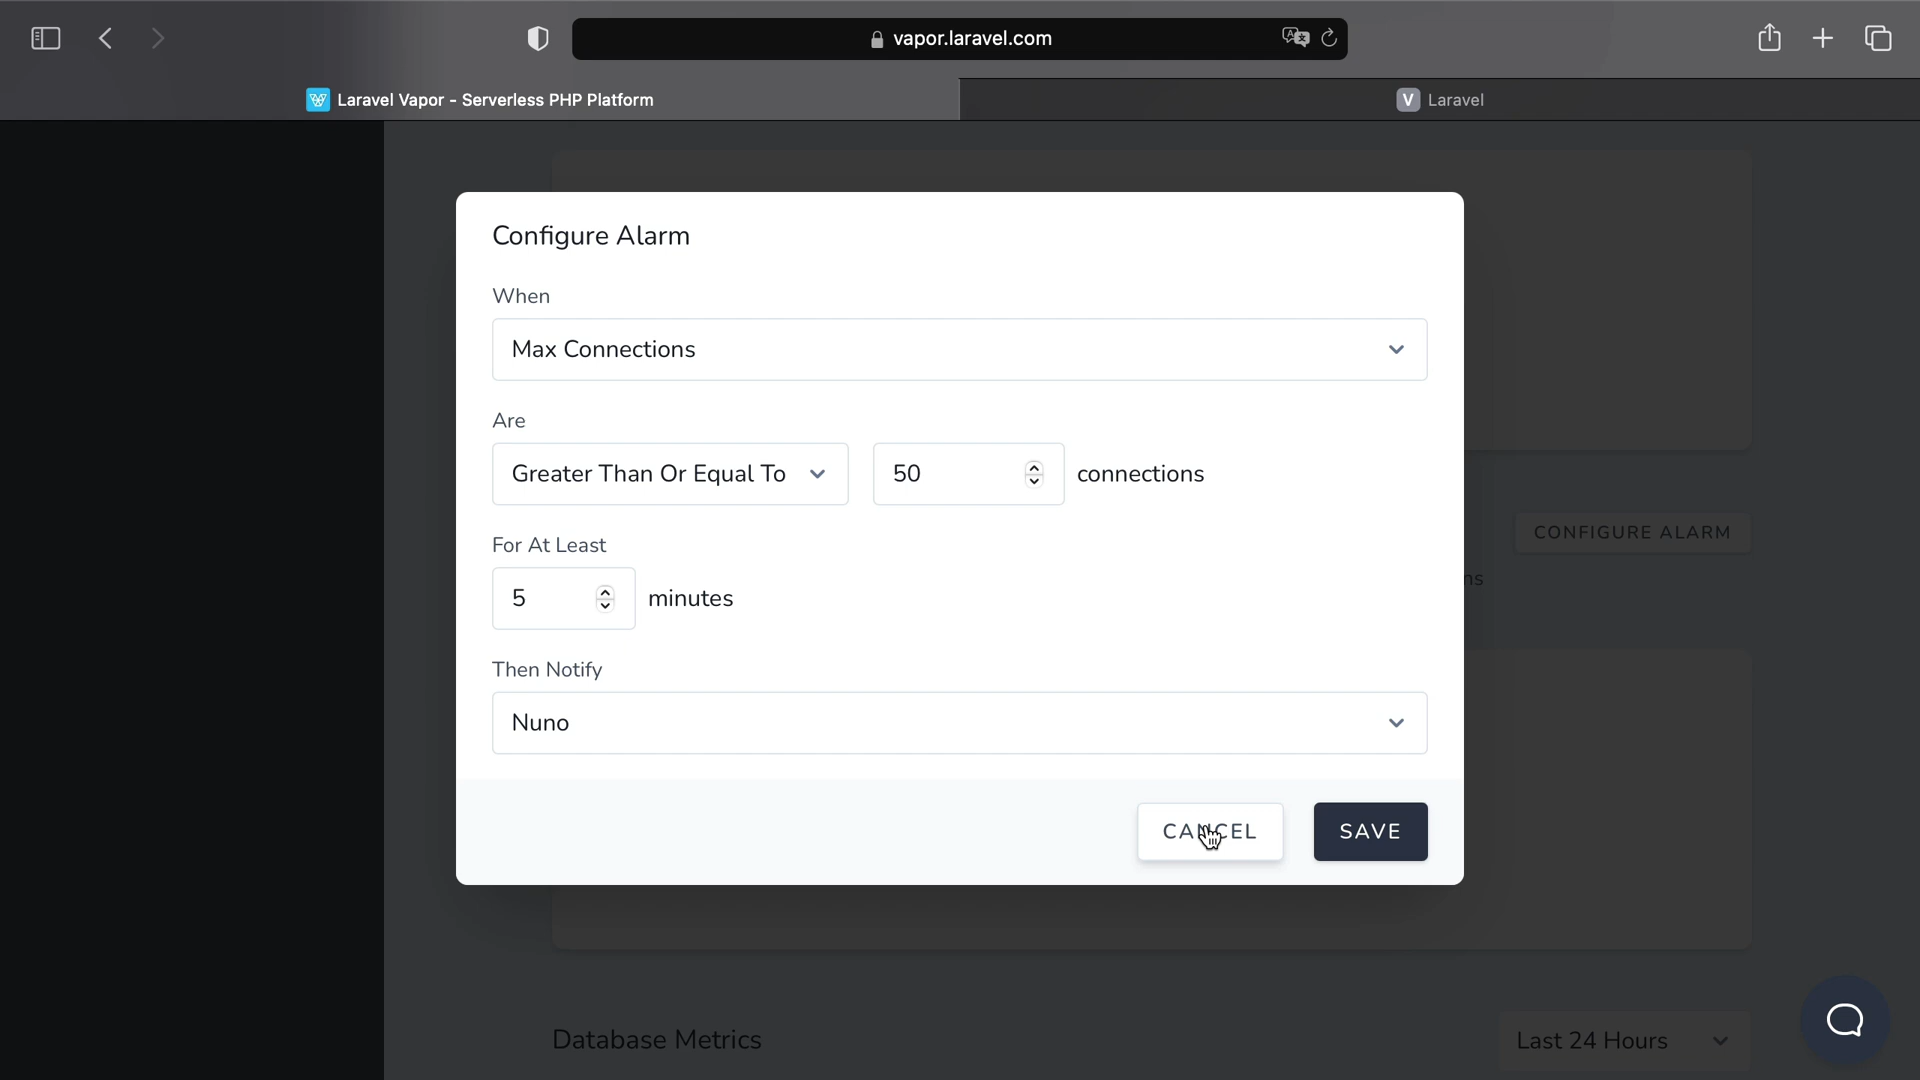 vapor.laravel.com
Laravel Vapor - Serverless PHP Platform
V Laravel
Configure Alarm
When
Max Connections
Are
Greater Than Or Equal To 50 connections
CONFIGURE ALARM
For At Least
ns
5 minutes
Then Notify
Nuno
CANCEL SAVE
Database Metrics Last 24 Hours